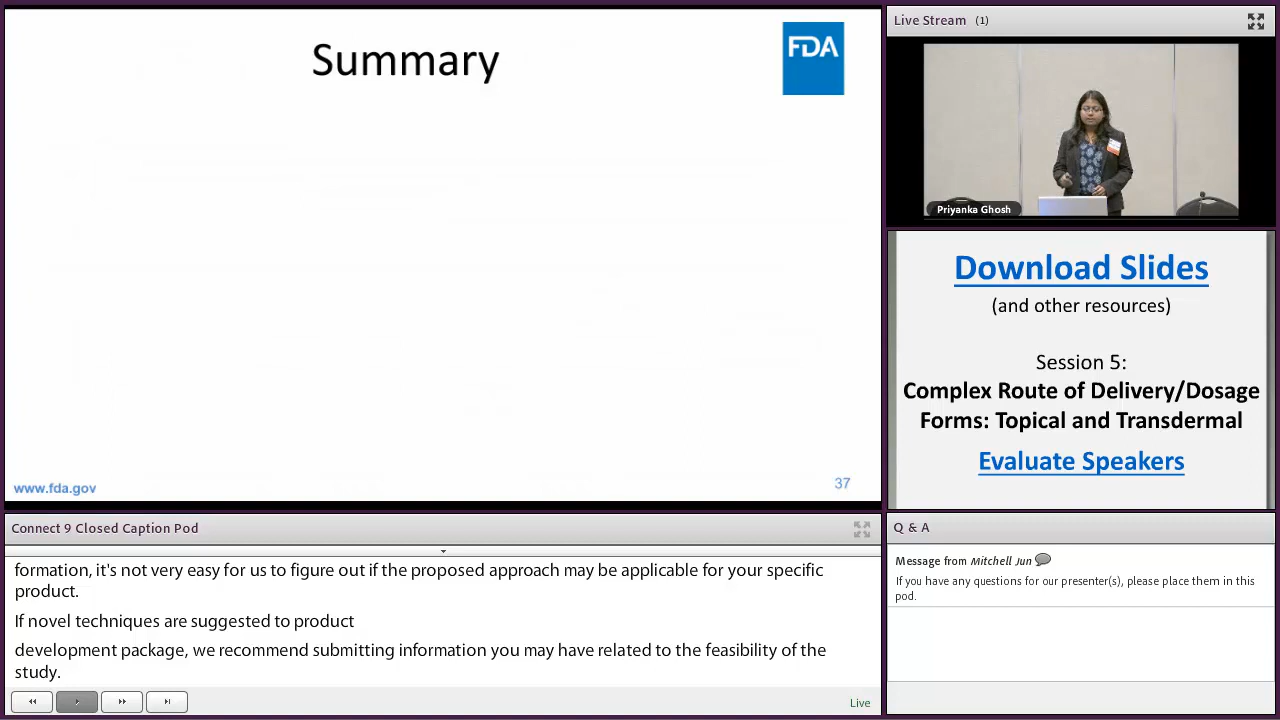 Summary
FDA
www.fda.gov
37
Live Stream (1)
Priyanka Ghosh
Download Slides
(and other resources)
Session 5:
Complex Route of Delivery/Dosage
Forms: Topical and Transdermal
Evaluate Speakers
Connect 9 Closed Caption Pod
formation, it's not very easy for us to figure out if the proposed approach may be applicable for your specific
product.
If novel techniques are suggested to product
development package, we recommend submitting information you may have related to the feasibility of the
study.
Live
Q & A
Message from Mitchell Jun
If you have any questions for our presenter(s), please place them in this
pod.